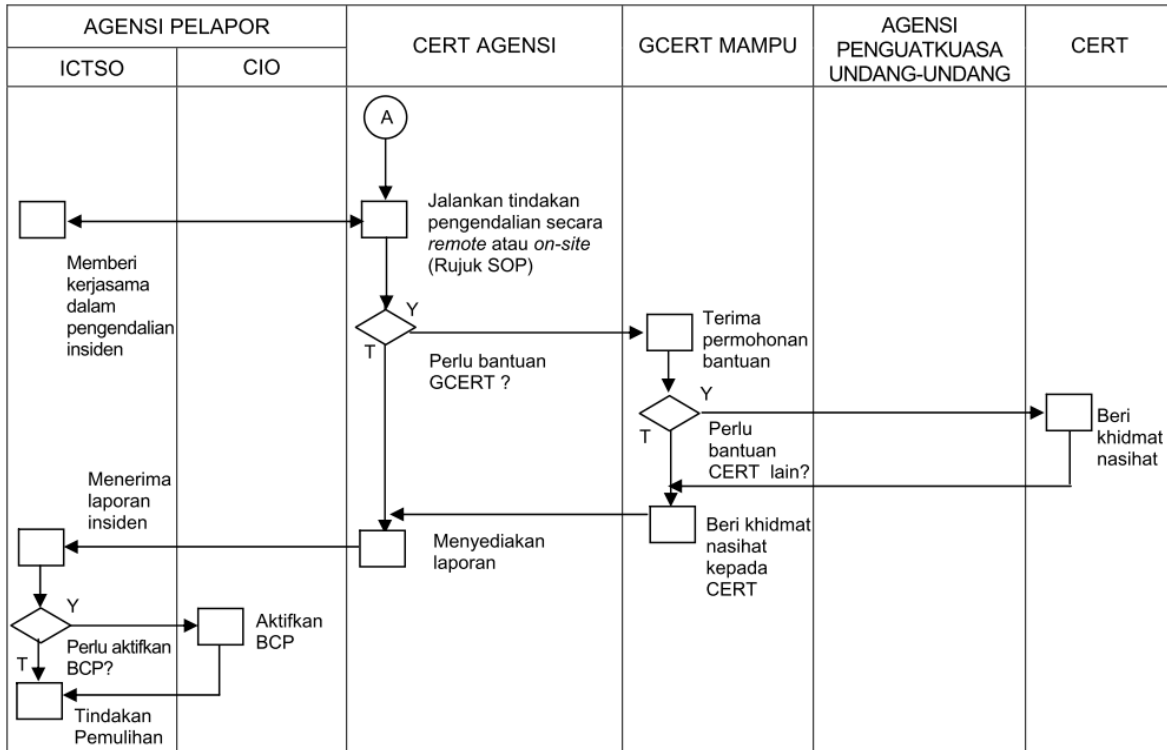 AGENSI PELAPOR
CERT AGENSI
GCERT MAMPU
AGENSI
PENGUATKUASA
UNDANG-UNDANG
CERT
ICTSO
CIO
A
Jalankan tindakan
pengendalian secara
remote atau on-site
(Rujuk SOP)
Memberi
kerjasama
dalam
pengendalian
insiden
Y
T
Perlu bantuan
GCERT ?
Terima
permohonan
bantuan
Y
T
Perlu
bantuan
CERT lain?
Beri
khidmat
nasihat
Menerima
laporan
insiden
Menyediakan
laporan
Beri khidmat
nasihat
kepada
CERT
Y
Perlu aktifkan
BCP?
T
Aktifkan
BCP
Tindakan
Pemulihan